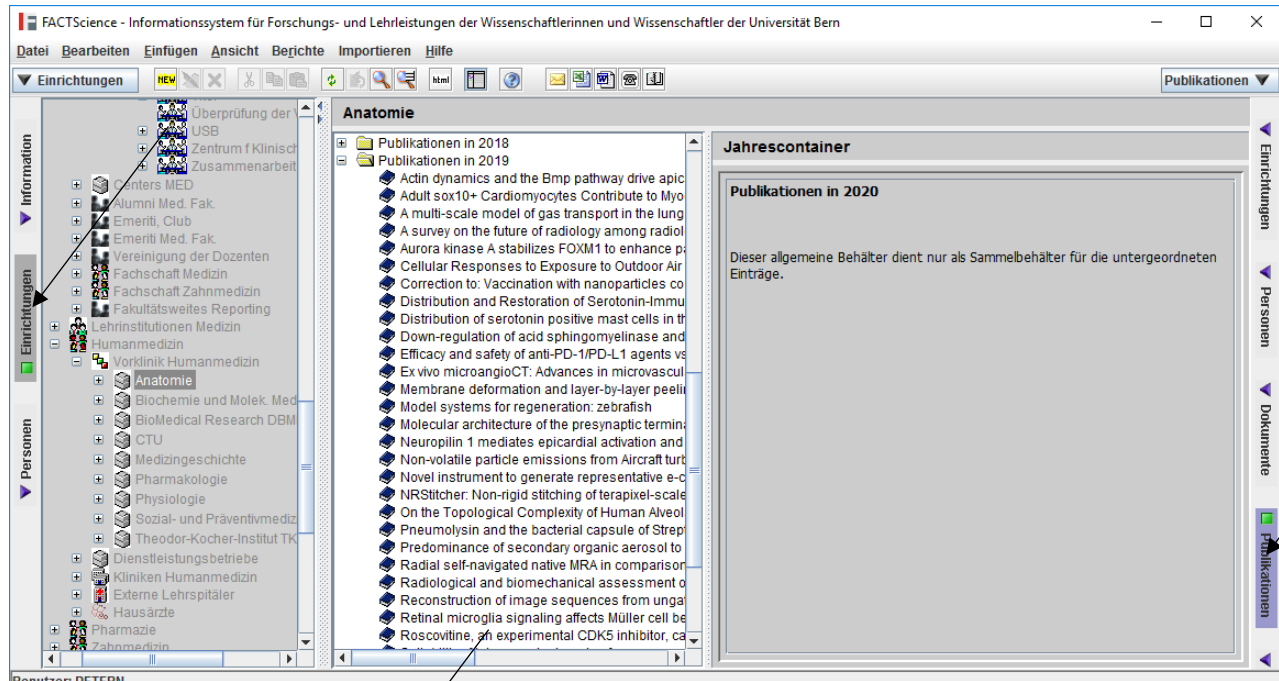 FACTScience - Informationssystem für Forschungs- und Lehrleistungen der Wissenschaftlerinnen und Wissenschaftler der Universität Bern
Datei Bearbeiten Einfügen Ansicht Berichte Importieren Hilfe
Einrichtungen NEW html Publikationen
Information
Einrichtungen
Personen
Überprüfung der
USB
Zentrum f Klinisch
Zusammenarbeit
Centers MED
Alumni Med. Fak.
Emeriti, Club
Emeriti Med. Fak.
Vereinigung der Dozenten
Fachschaft Medizin
Fachschaft Zahnmedizin
Fakultätsweites Reporting
Lehrinstitutionen Medizin
Humanmedizin
Vorklinik Humanmedizin
Anatomie
Biochemie und Molek. Med
BioMedical Research DBM
CTU
Medizingeschichte
Pharmakologie
Physiologie
Sozial- und Präventivmediz
Theodor-Kocher-Institut TK
Dienstleistungsbetriebe
Kliniken Humanmedizin
Externe Lehrspitäler
Hausärzte
Pharmazie
Zahnmedizin
Anatomie
Publikationen in 2018
Publikationen in 2019
Actin dynamics and the Bmp pathway drive apic
Adult sox10+ Cardiomyocytes Contribute to Myo
A multi-scale model of gas transport in the lung
A survey on the future of radiology among radiol
Aurora kinase A stabilizes FOXM1 to enhance pa
Cellular Responses to Exposure to Outdoor Air
Correction to: Vaccination with nanoparticles co
Distribution and Restoration of Serotonin-Immu
Distribution of serotonin positive mast cells in th
Down-regulation of acid sphingomyelinase and
Efficacy and safety of anti-PD-1/PD-L1 agents vs
Ex vivo microangioCT: Advances in microvascul
Membrane deformation and layer-by-layer peelin
Model systems for regeneration: zebrafish
Molecular architecture of the presynaptic termina
Neuropilin 1 mediates epicardial activation and
Non-volatile particle emissions from Aircraft turb
Novel instrument to generate representative e-c
NRStitcher: Non-rigid stitching of terapixel-scale
On the Topological Complexity of Human Alveol
Pneumolysin and the bacterial capsule of Strept
Predominance of secondary organic aerosol to
Radial self-navigated native MRA in comparison
Radiological and biomechanical assessment o
Reconstruction of image sequences from ungat
Retinal microglia signaling affects Müller cell be
Roscovitine, an experimental CDK5 inhibitor, ca
Jahrescontainer
Publikationen in 2020
Dieser allgemeine Behälter dient nur als Sammelbehälter für die untergeordneten
Einträge.
Einrichtungen
Personen
Dokumente
Publikationen
Benutzer: PETERN